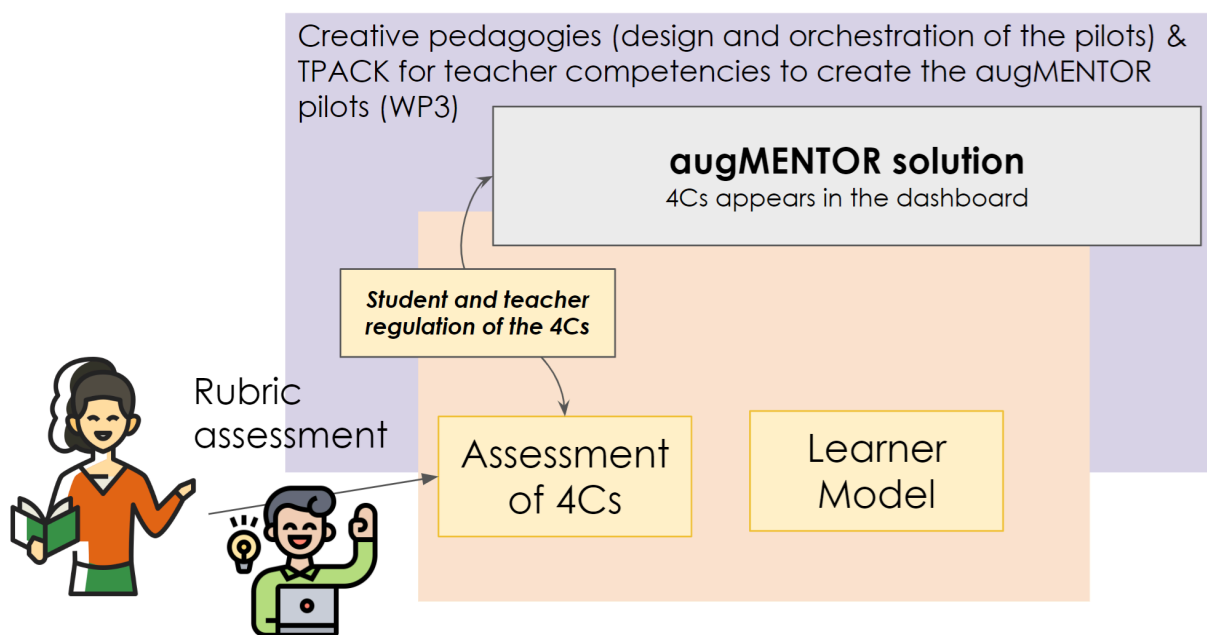 Creative pedagogies (design and orchestration of the pilots) &
TPACK for teacher competencies to create the augMENTOR
pilots (WP3)
augMENTOR solution
4Cs appears in the dashboard
Student and teacher
regulation of the 4Cs
Rubric
assessment
Assessment
of 4Cs
Learner
Model